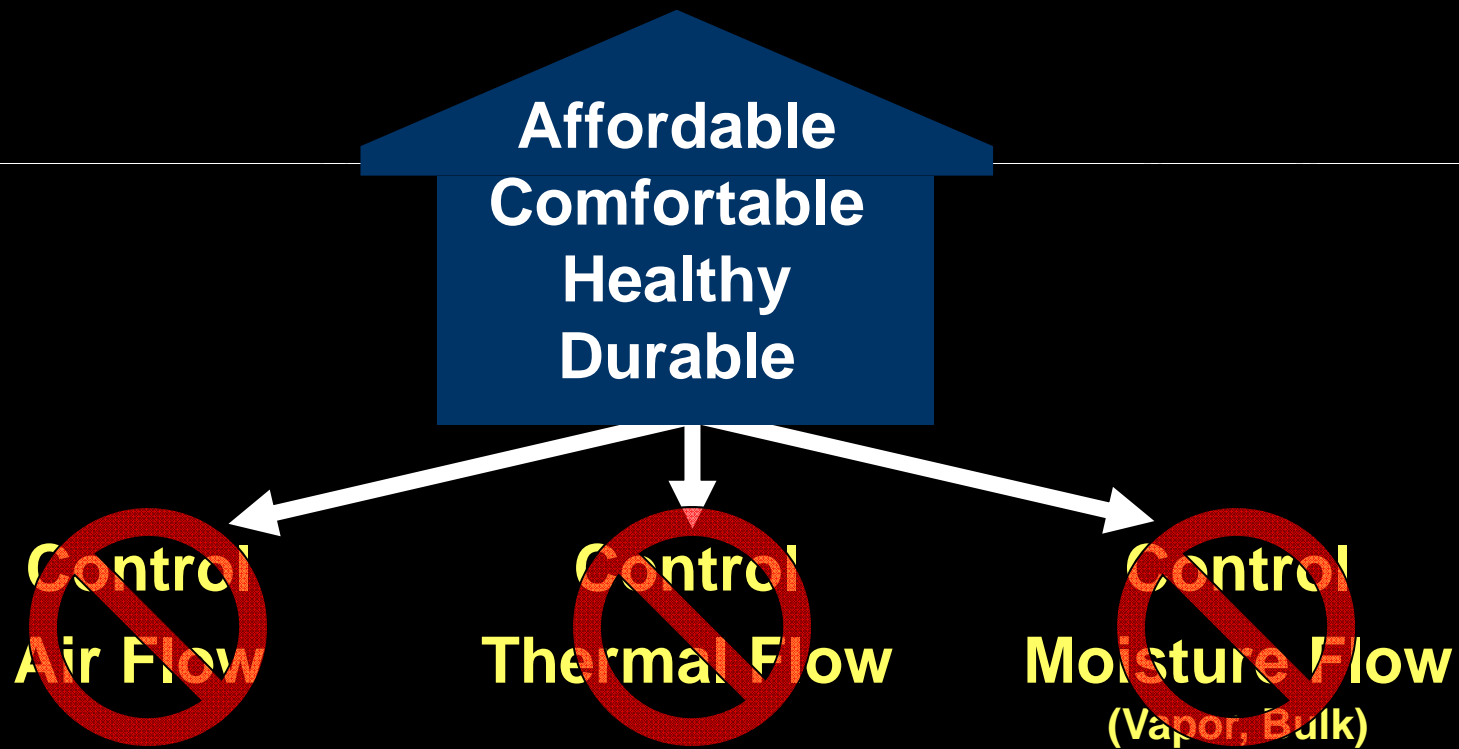 Affordable
Comfortable
Healthy
Durable
Control
Air Flow
Control
Thermal Flow
Control
Moisture Flow
(Vapor, Bulk)